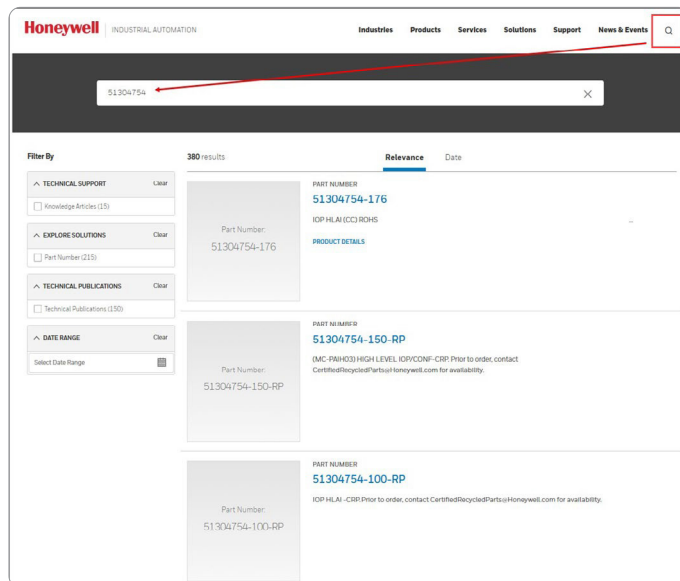 Honeywell | INDUSTRIAL AUTOMATION
Industries Products Services Solutions Support News & Events
51304754
Filter By
380 results
Relevance Date
TECHNICAL SUPPORT Clear
Knowledge Articles (15)
EXPLORE SOLUTIONS Clear
Part Number (215)
TECHNICAL PUBLICATIONS Clear
Technical Publications (150)
DATE RANGE Clear
Select Date Range
Part Number:
51304754-176
PART NUMBER
51304754-176
IOP HLAI (CC) ROHS
PRODUCT DETAILS
Part Number:
51304754-150-RP
PART NUMBER
51304754-150-RP
(MC-PAIH03) HIGH LEVEL IOP/CONF-CRP. Prior to order, contact
CertifiedRecycledParts@Honeywell.com for availability.
Part Number:
51304754-100-RP
PART NUMBER
51304754-100-RP
IOP HLAI -CRP. Prior to order, contact CertifiedRecycledParts@Honeywell.com for availability.